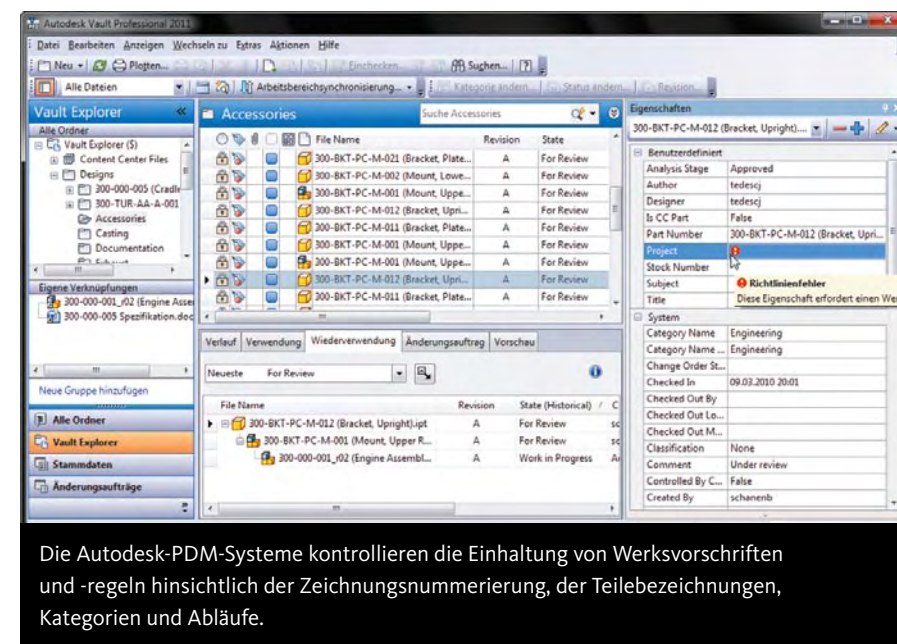 Autodesk Vault Professional 2011
Datei Bearbeiten Anzeigen Wechseln zu Extras Aktionen Hilfe
Neu Plotten... Einchecken... Suchen...
Alle Dateien Arbeitsbereichsynchronisierung... Kategorie ändern... Status ändern... Revision...
Vault Explorer
Alle Ordner
Vault Explorer ($)
Content Center Files
Designs
300-000-005 (Cradle
300-TUR-AA-A-001
Accessories
Casting
Documentation
Eigene Verknüpfungen
300-000-001_r02 (Engine Asse
300-000-005 Spezifikation.doc
Neue Gruppe hinzufügen
Alle Ordner
Vault Explorer
Stammdaten
Änderungsaufträge
Accessories Suche Accessories
File Name Revision State
300-BKT-PC-M-021 (Bracket, Plate... A For Review
300-BKT-PC-M-002 (Mount, Lowe... A For Review
300-BKT-PC-M-001 (Mount, Uppe... A For Review
300-BKT-PC-M-012 (Bracket, Upri... A For Review
300-BKT-PC-M-011 (Bracket, Plate... A For Review
300-BKT-PC-M-001 (Mount, Uppe... A For Review
300-BKT-PC-M-001 (Mount, Uppe... A For Review
300-BKT-PC-M-012 (Bracket, Upri... A For Review
300-BKT-PC-M-011 (Bracket, Plate... A For Review
Verlauf Verwendung Wiederverwendung Änderungsauftrag Vorschau
Neueste For Review
File Name Revision State (Historical) / C
300-BKT-PC-M-012 (Bracket, Upright).ipt A For Review sc
300-BKT-PC-M-001 (Mount, Upper R... A For Review sc
300-000-001_r02 (Engine Assembl... A Work in Progress
Eigenschaften
300-BKT-PC-M-012 (Bracket, Upright)....
Benutzerdefiniert
Analysis Stage Approved
Author tedescj
Designer tedescj
Is CC Part False
Part Number 300-BKT-PC-M-012 (Bracket, Upri...
Project
Stock Number
Subject Richtlinienfehler
Title Diese Eigenschaft erfordert einen Wer
System
Category Name Engineering
Category Name ... Engineering
Change Order St...
Checked In 09.03.2010 20:01
Checked Out By
Checked Out Lo...
Checked Out M...
Classification None
Comment Under review
Controlled By C... False
Created By schanenb
Die Autodesk-PDM-Systeme kontrollieren die Einhaltung von Werksvorschriften
und -regeln hinsichtlich der Zeichnungsnummerierung, der Teilebezeichnungen,
Kategorien und Abläufe.